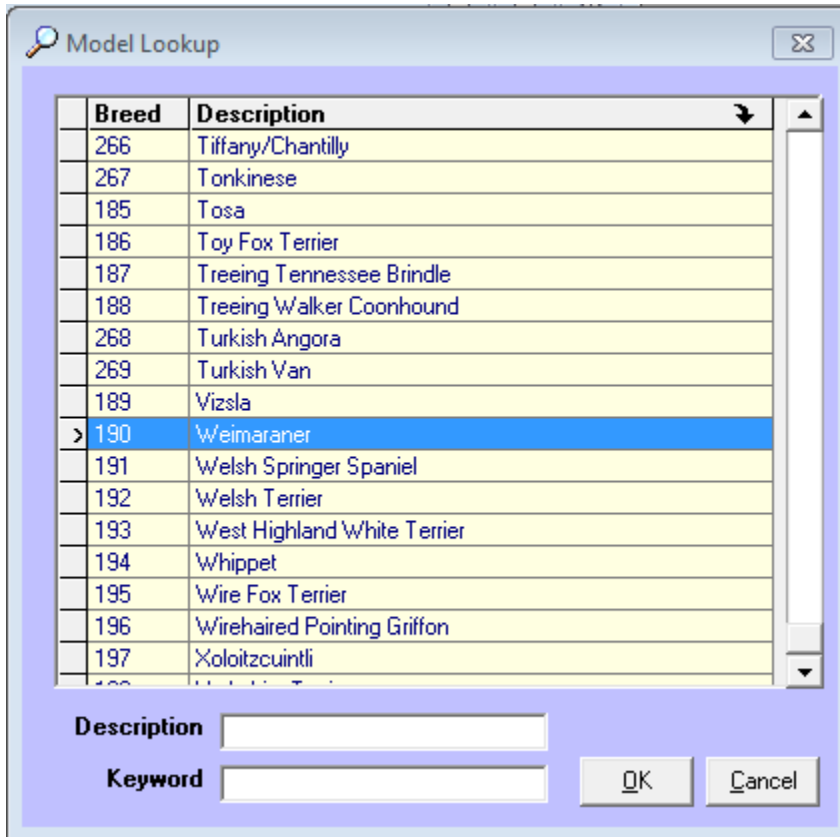 Model Lookup
Breed Description
266 Tiffany/Chantilly
267 Tonkinese
185 Tosa
186 Toy Fox Terrier
187 Treeing Tennessee Brindle
188 Treeing Walker Coonhound
268 Turkish Angora
269 Turkish Van
189 Vizsla
190 Weimaraner
191 Welsh Springer Spaniel
192 Welsh Terrier
193 West Highland White Terrier
194 Whippet
195 Wire Fox Terrier
196 Wirehaired Pointing Griffon
197 Xoloitzcuintli
Description
Keyword OK Cancel